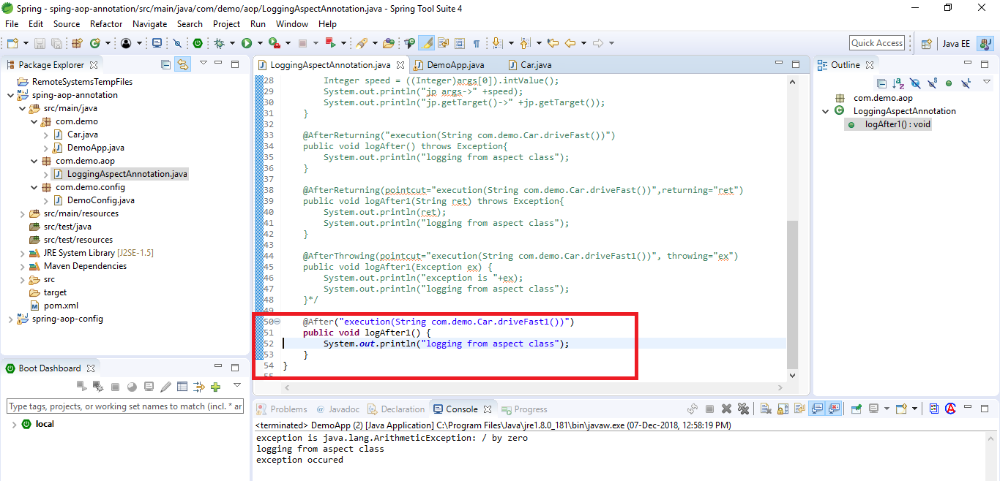 Spring - sping-aop-annotation/src/main/java/com/demo/aop/LoggingAspectAnnotation.java - Spring Tool Suite 4
File Edit Source Refactor Navigate Search Project Run Window Help
Quick Access Java EE
Package Explorer
RemoteSystemsTempFiles
sping-aop-annotation
src/main/java
com.demo
Car.java
DemoApp.java
com.demo.aop
LoggingAspectAnnotation.java
com.demo.config
DemoConfig.java
src/main/resources
src/test/java
src/test/resources
JRE System Library [J2SE-1.5]
Maven Dependencies
src
target
pom.xml
spring-aop-config
Boot Dashboard
Type tags, projects, or working set names to match (incl. * ar
local
LoggingAspectAnnotation.java DemoApp.java Car.java
28 Integer speed = ((Integer)args[0]).intValue();
29 System.out.println("jp args->" +speed);
30 System.out.println("jp.getTarget()->" +jp.getTarget());
31 }
32
33 @AfterReturning("execution(String com.demo.Car.driveFast())")
34 public void logAfter() throws Exception{
35 System.out.println("logging from aspect class");
36 }
37
38 @AfterReturning(pointcut="execution(String com.demo.Car.driveFast())",returning="ret")
39 public void logAfter1(String ret) throws Exception{
40 System.out.println(ret);
41 System.out.println("logging from aspect class");
42 }
43
44 @AfterThrowing(pointcut="execution(String com.demo.Car.driveFast1())", throwing="ex")
45 public void logAfter1(Exception ex) {
46 System.out.println("exception is "+ex);
47 System.out.println("logging from aspect class");
48 }*/
49
50 @After("execution(String com.demo.Car.driveFast1())")
51 public void logAfter1() {
52 System.out.println("logging from aspect class");
53 }
54 }
55
Outline
com.demo.aop
LoggingAspectAnnotation
logAfter1() : void
Problems @ Javadoc Declaration Console Progress
<terminated> DemoApp (2) [Java Application] C:\Program Files\Java\jre1.8.0_181\bin\javaw.exe (07-Dec-2018, 12:58:19 PM)
exception is java.lang.ArithmeticException: / by zero
logging from aspect class
exception occured